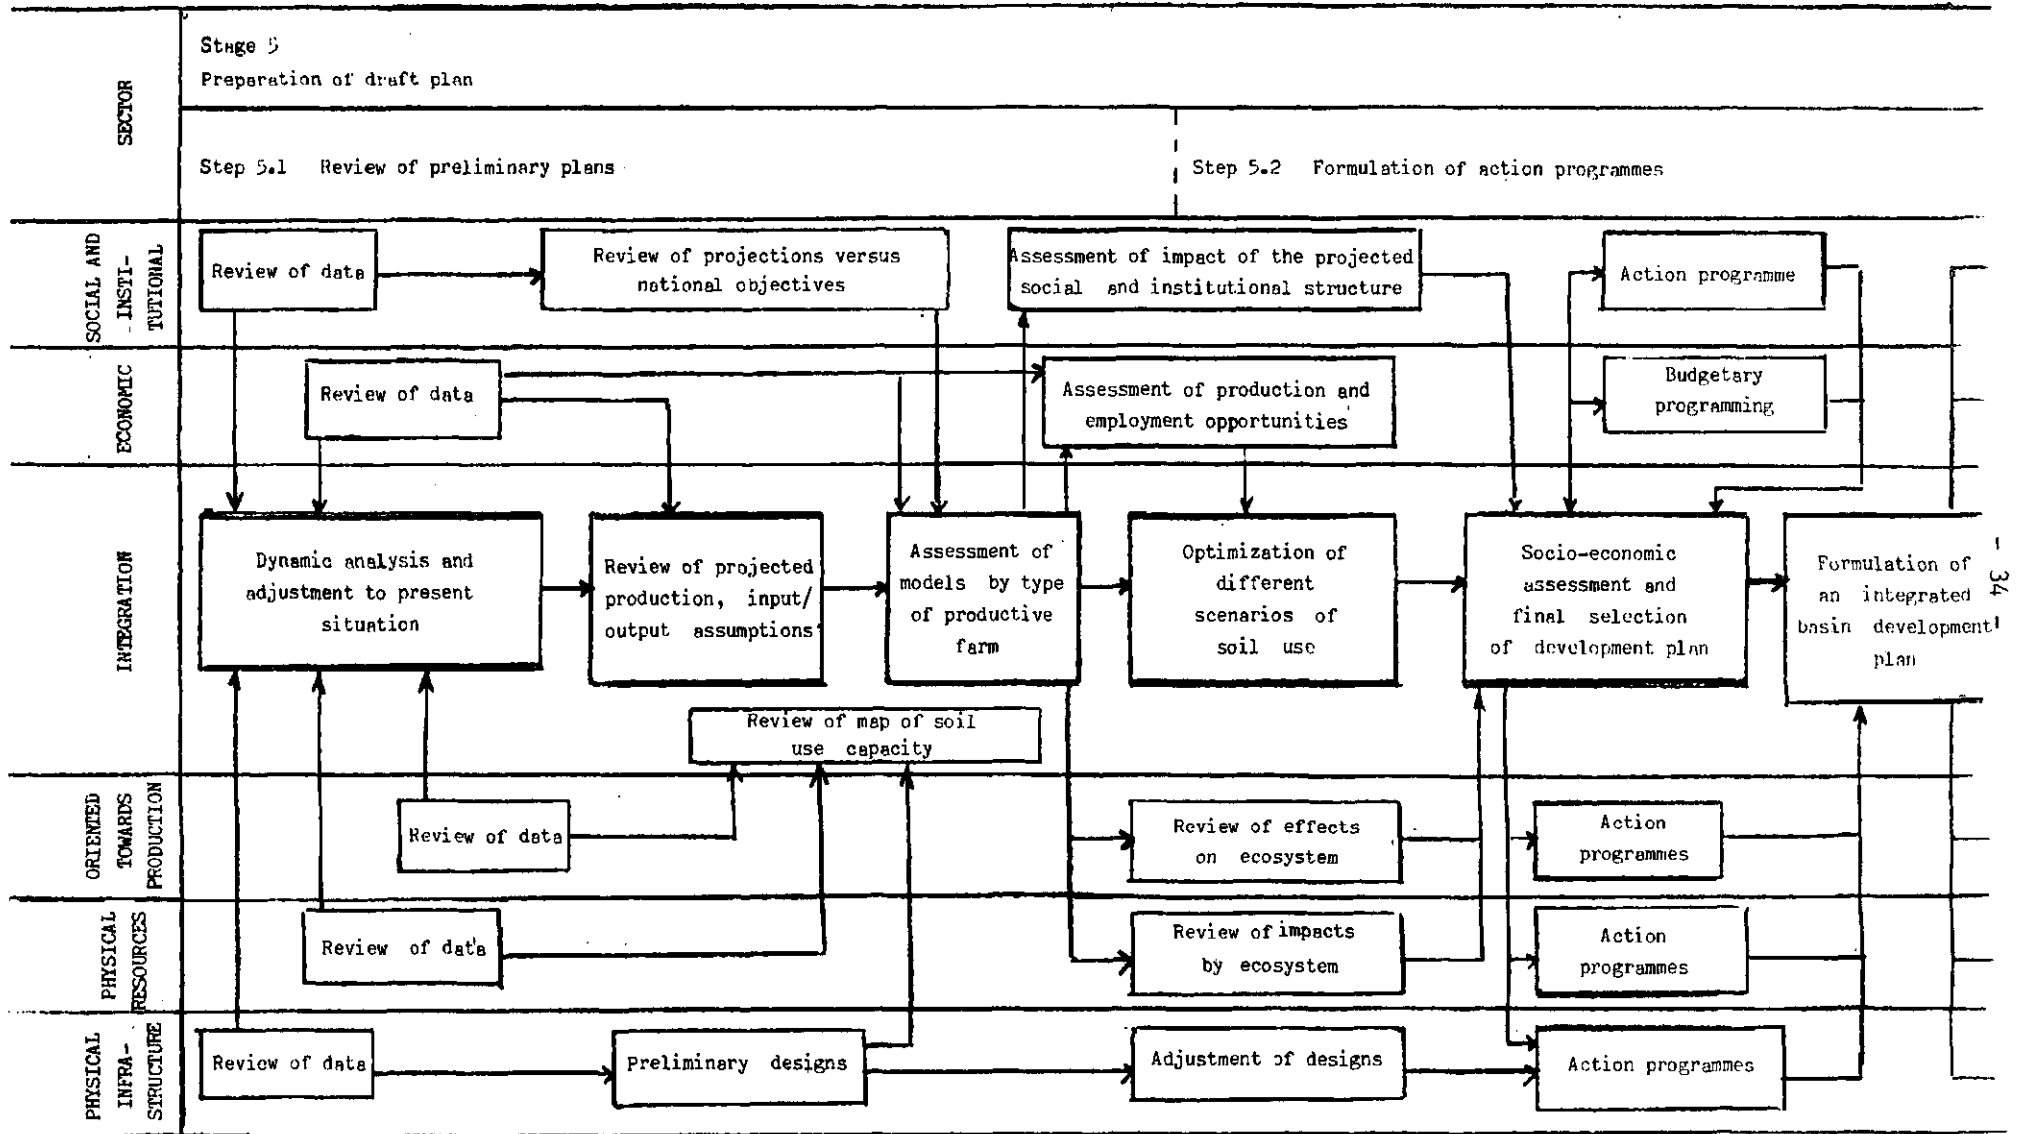 SECTOR
Stage 5
Preparation of draft plan
Step 5.1 Review of preliminary plans
Step 5.2 Formulation of action programmes
SOCIAL AND
INSTI-
TUTIONAL
Review of data
Review of projections versus
national objectives
Assessment of impact of the projected
social and institutional structure
Action programme
ECONOMIC
Review of data
Assessment of production and
employment opportunities
Budgetary
programming
INTEGRATION
Dynamic analysis and
adjustment to present
situation
Review of projected
production, input/
output assumptions
Assessment of
models by type
of productive
farm
Optimization of
different
scenarios of
soil use
Socio-economic
assessment and
final selection
of development plan
Formulation of
an integrated
basin development
plan
- 34
Review of map of soil
use capacity
ORIENTED
TOWARDS
PRODUCTION
Review of data
Review of effects
on ecosystem
Action
programmes
PHYSICAL
RESOURCES
Review of data
Review of impacts
by ecosystem
Action
programmes
PHYSICAL
INFRA-
STRUCTURE
Review of data
Preliminary designs
Adjustment of designs
Action programmes